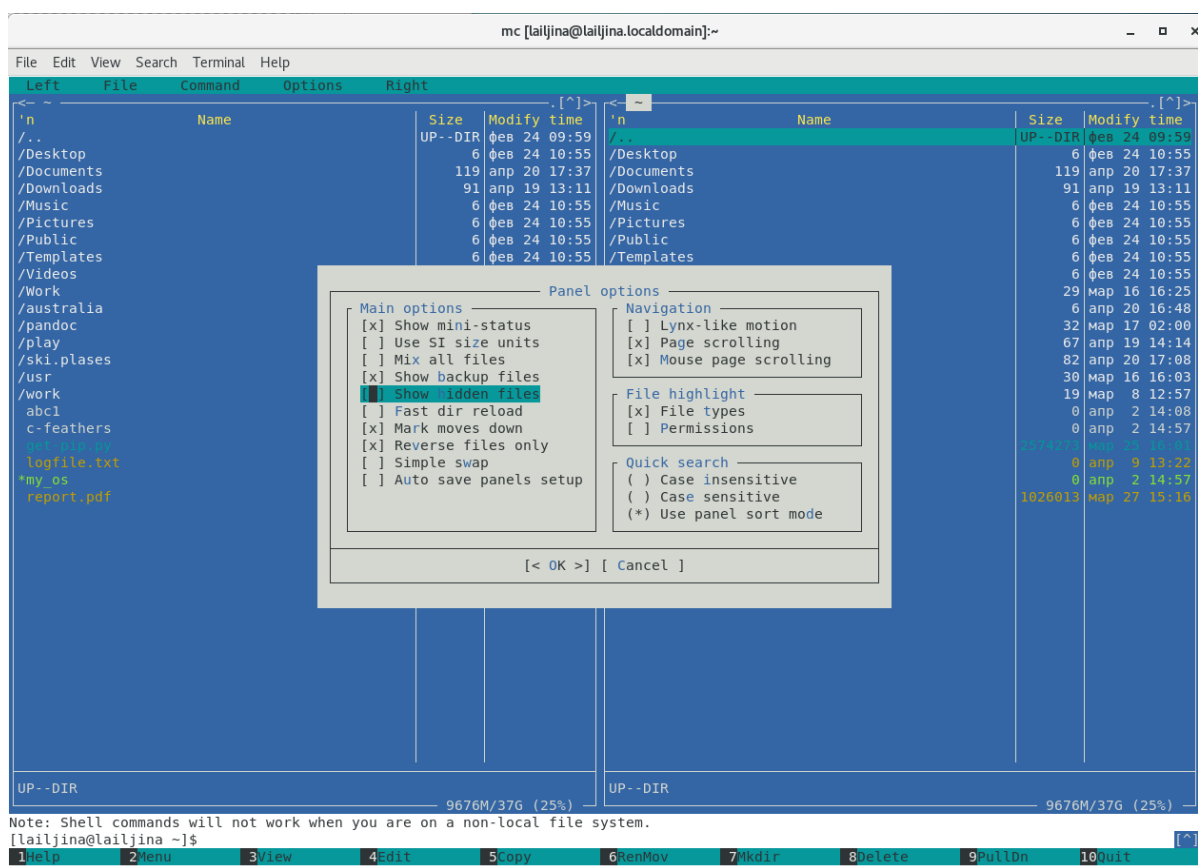 mc [lailjina@lailjina.localdomain]:~
File Edit View Search Terminal Help
Left File Command Options Right
<- ~ .[^]> <- ~ .[^]>
'n Name Size Modify time 'n Name Size Modify time
/.. UP--DIR фев 24 09:59 /.. UP--DIR фев 24 09:59
/Desktop 6 фев 24 10:55 /Desktop 6 фев 24 10:55
/Documents 119 апр 20 17:37 /Documents 119 апр 20 17:37
/Downloads 91 апр 19 13:11 /Downloads 91 апр 19 13:11
/Music 6 фев 24 10:55 /Music 6 фев 24 10:55
/Pictures 6 фев 24 10:55 /Pictures 6 фев 24 10:55
/Public 6 фев 24 10:55 /Public 6 фев 24 10:55
/Templates 6 фев 24 10:55 /Templates 6 фев 24 10:55
/Videos 6 фев 24 10:55
/Work Panel options 29 мар 16 16:25
/australia Main options Navigation 6 апр 20 16:48
/pandoc [x] Show mini-status [ ] Lynx-like motion 32 мар 17 02:00
/play [ ] Use SI size units [x] Page scrolling 67 апр 19 14:14
/ski.plases [ ] Mix all files [x] Mouse page scrolling 82 апр 20 17:08
/usr [x] Show backup files 30 мар 16 16:03
/work [ ] Show hidden files File highlight 19 мар 8 12:57
abc1 [ ] Fast dir reload [x] File types 0 апр 2 14:08
c-feathers [x] Mark moves down [ ] Permissions 0 апр 2 14:57
get-pip.py [x] Reverse files only 2574273 мар 25 16:01
logfile.txt [ ] Simple swap Quick search 0 апр 9 13:22
*my_os [ ] Auto save panels setup ( ) Case insensitive 0 апр 2 14:57
report.pdf ( ) Case sensitive 1026013 мар 27 15:16
(*) Use panel sort mode
[< OK >] [ Cancel ]
UP--DIR UP--DIR
9676M/37G (25%) 9676M/37G (25%)
Note: Shell commands will not work when you are on a non-local file system.
[lailjina@lailjina ~]$ [^]
1Help 2Menu 3View 4Edit 5Copy 6RenMov 7Mkdir 8Delete 9PullDn 10Quit